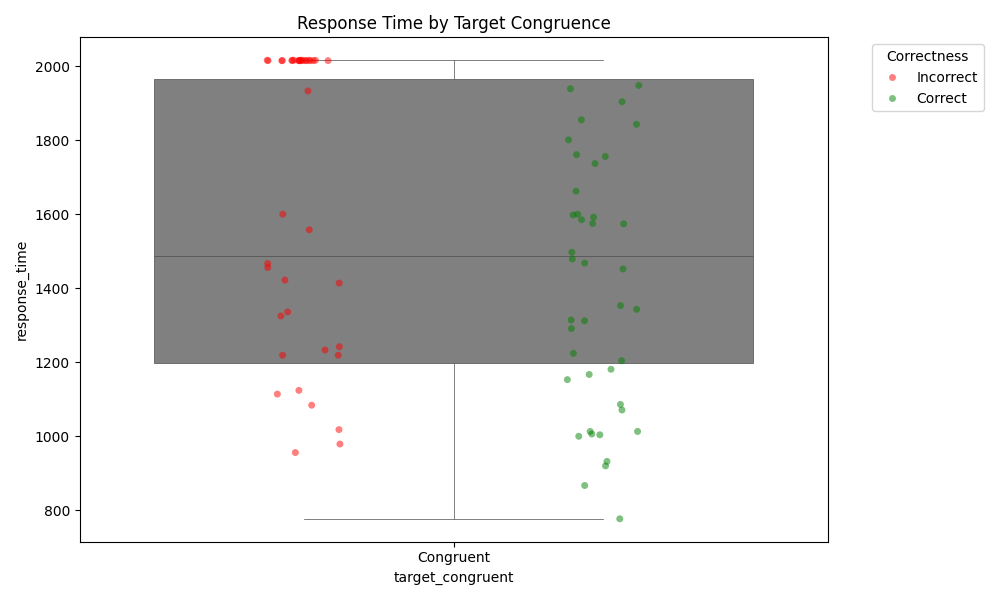 Response Time by Target Congruence
Correctness
Incorrect
Correct
response_time
2000
1800
1600
1400
1200
1000
800
Congruent
target_congruent